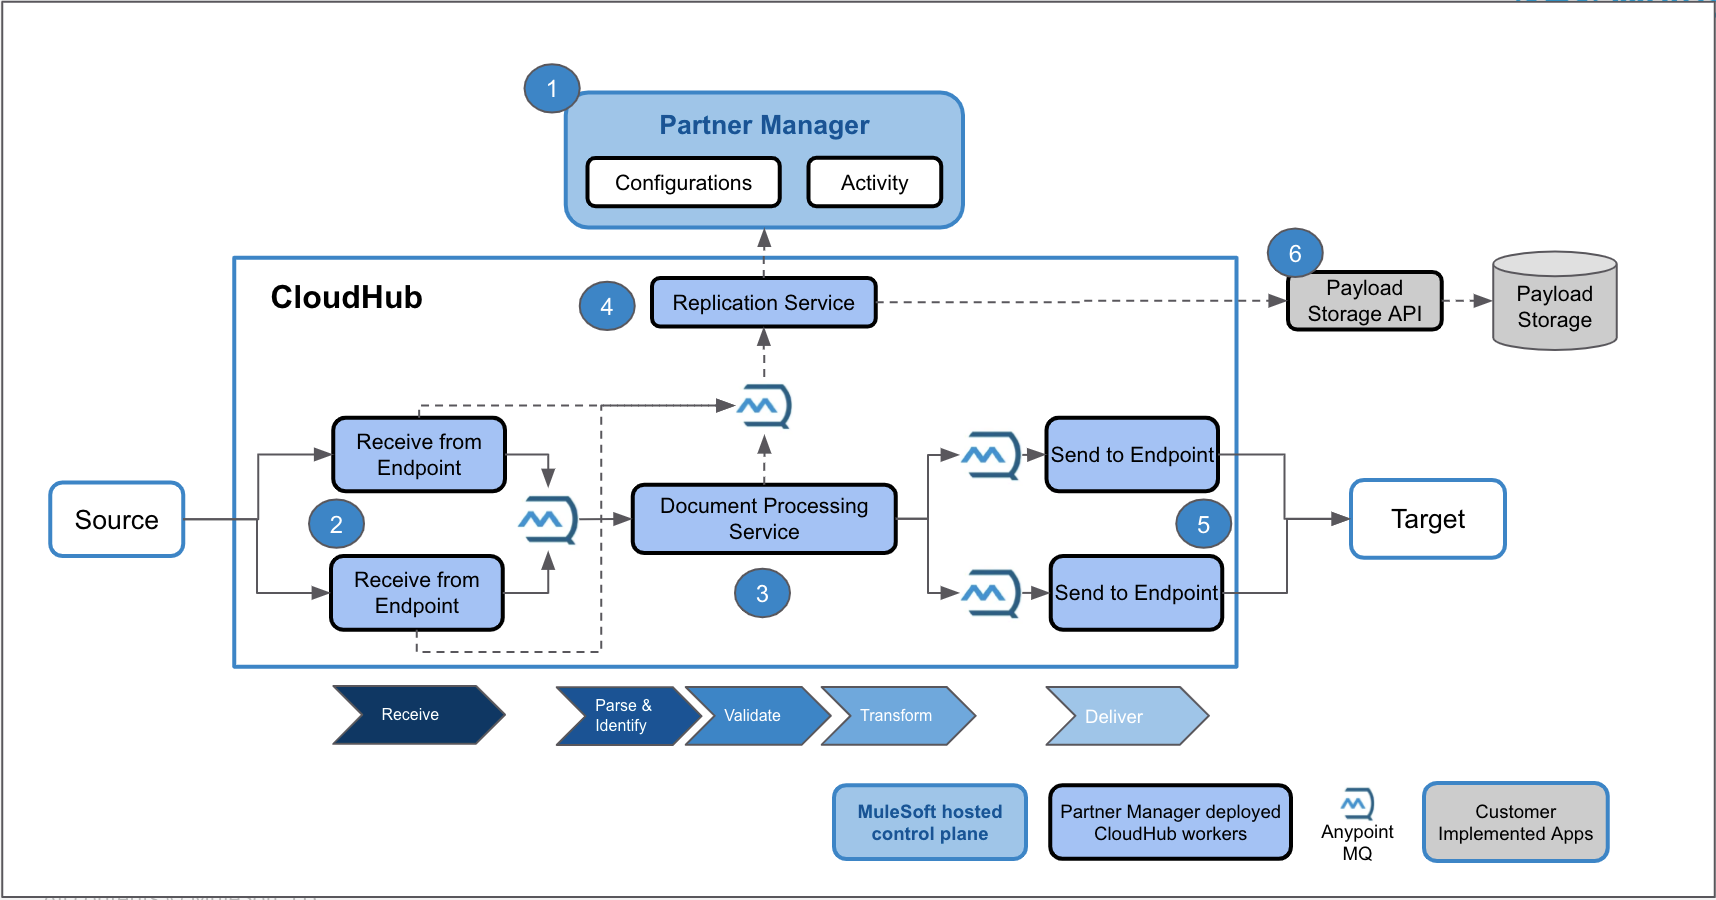 1
Partner Manager
Configurations
Activity
CloudHub
4
Replication Service
6
Payload
Storage API
Payload
Storage
Receive from
Endpoint
Send to Endpoint
Source
2
Document Processing
Service
5
Target
Receive from
Endpoint
3
Send to Endpoint
Receive
Parse &
Identify
Validate
Transform
Deliver
MuleSoft hosted
control plane
Partner Manager deployed
CloudHub workers
Anypoint
MQ
Customer
Implemented Apps